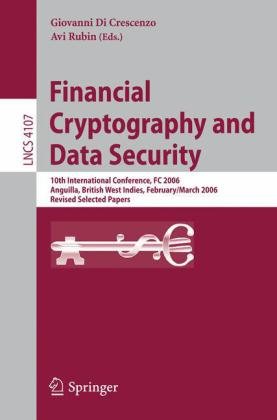 Giovanni Di Crescenzo
Avi Rubin (Eds.)
LNCS 4107
Financial
Cryptography and
Data Security
10th International Conference, FC 2006
Anguilla, British West Indies, February/March 2006
Revised Selected Papers
Springer